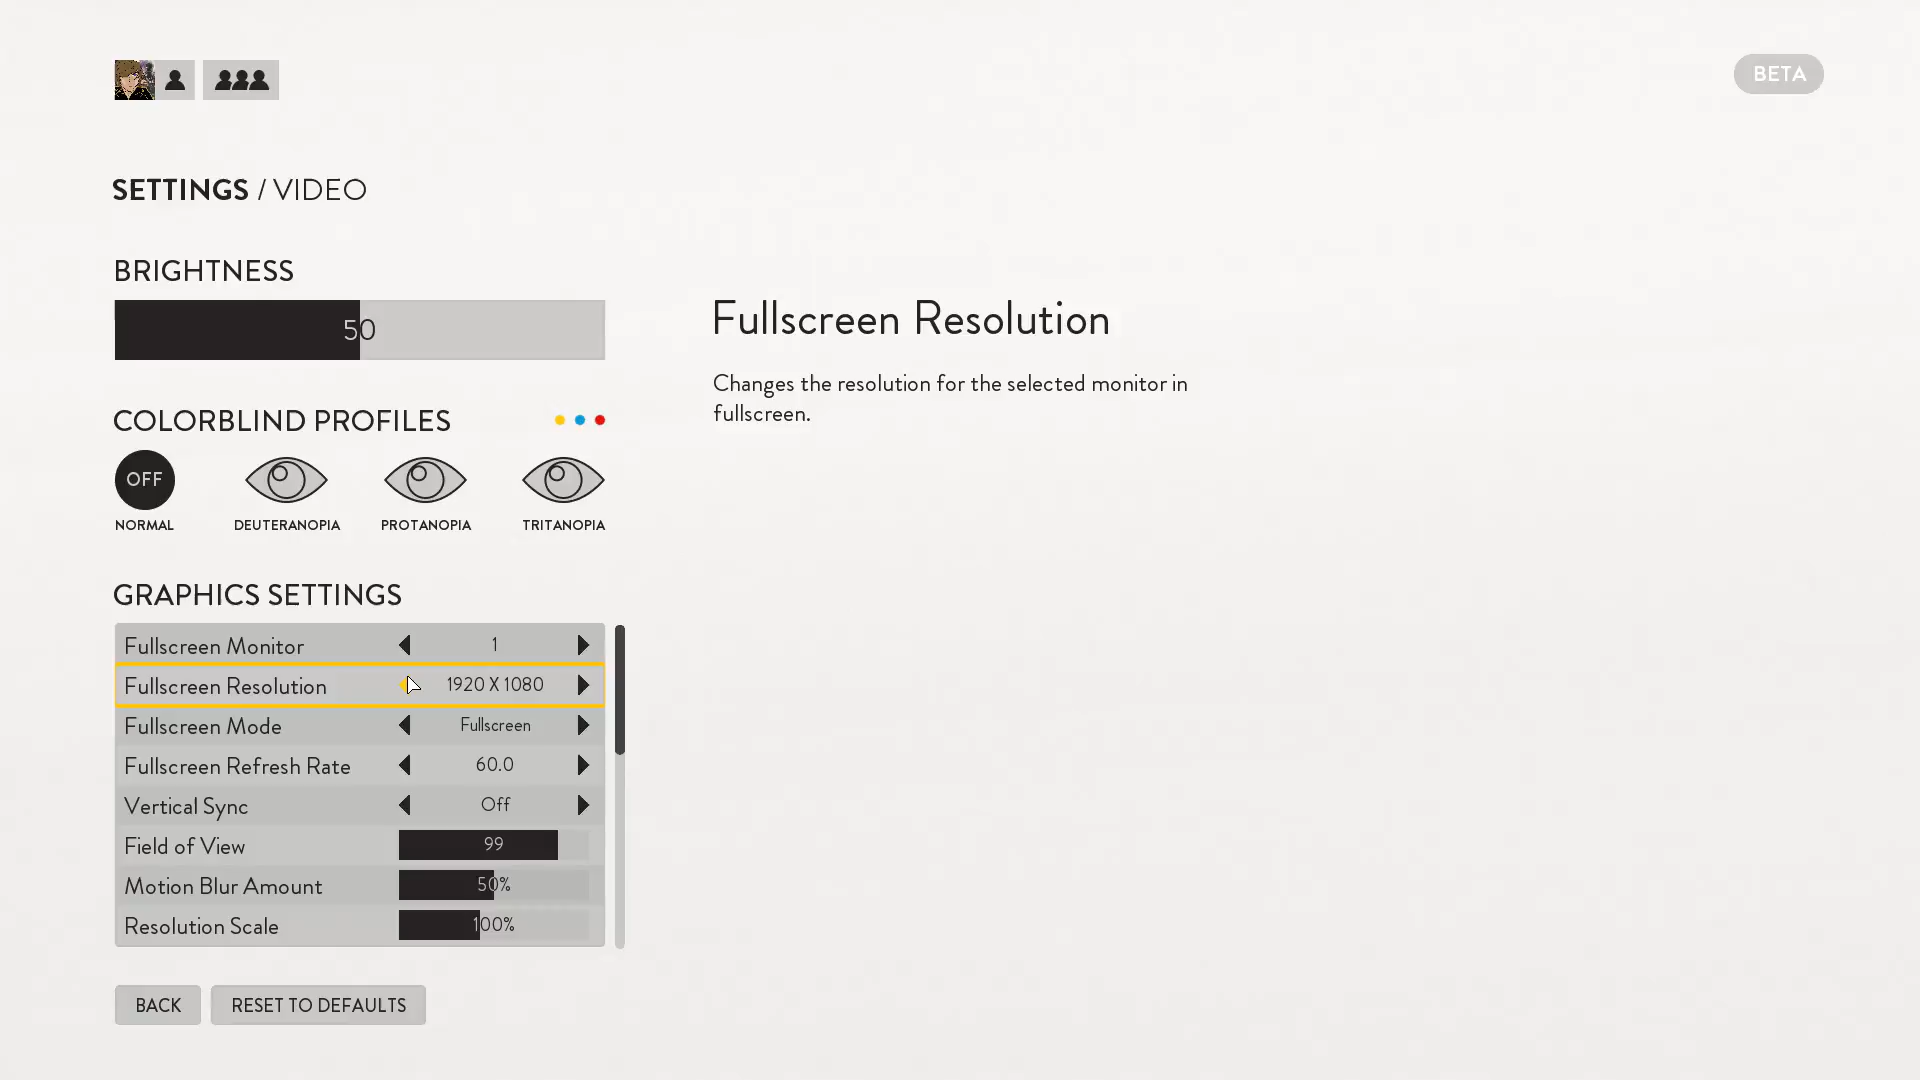 BETA
SETTINGS / VIDEO
BRIGHTNESS
50
COLORBLIND PROFILES
OFF
NORMAL DEUTERANOPIA PROTANOPIA TRITANOPIA
GRAPHICS SETTINGS
Fullscreen Monitor 1
Fullscreen Resolution 1920 X 1080
Fullscreen Mode Fullscreen
Fullscreen Refresh Rate 60.0
Vertical Sync Off
Field of View 99
Motion Blur Amount 50%
Resolution Scale 100%
BACK RESET TO DEFAULTS
Fullscreen Resolution
Changes the resolution for the selected monitor in
fullscreen.